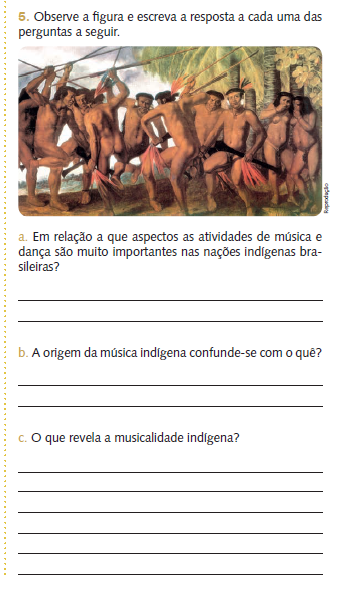 5. Observe a figura e escreva a resposta a cada uma das
perguntas a seguir.
Reprodução
a. Em relação a que aspectos as atividades de música e
dança são muito importantes nas nações indígenas bra-
sileiras?
b. A origem da música indígena confunde-se com o quê?
c. O que revela a musicalidade indígena?